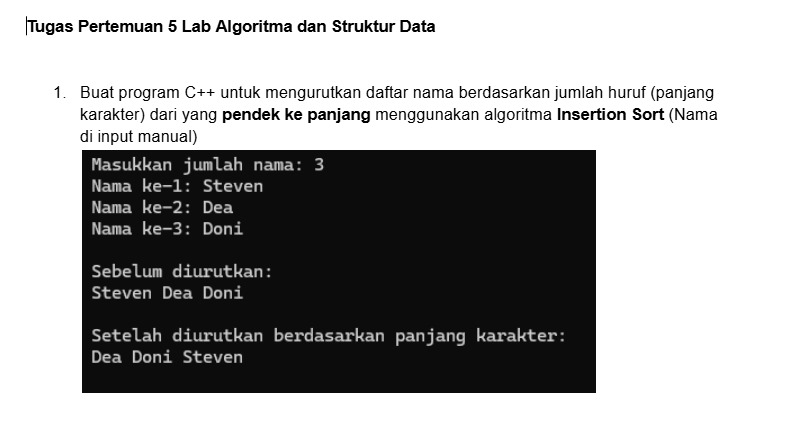 Tugas Pertemuan 5 Lab Algoritma dan Struktur Data
1. Buat program C++ untuk mengurutkan daftar nama berdasarkan jumlah huruf (panjang
karakter) dari yang pendek ke panjang menggunakan algoritma Insertion Sort (Nama
di input manual)
Masukkan jumlah nama: 3
Nama ke-1: Steven
Nama ke-2: Dea
Nama ke-3: Doni
Sebelum diurutkan:
Steven Dea Doni
Setelah diurutkan berdasarkan panjang karakter:
Dea Doni Steven